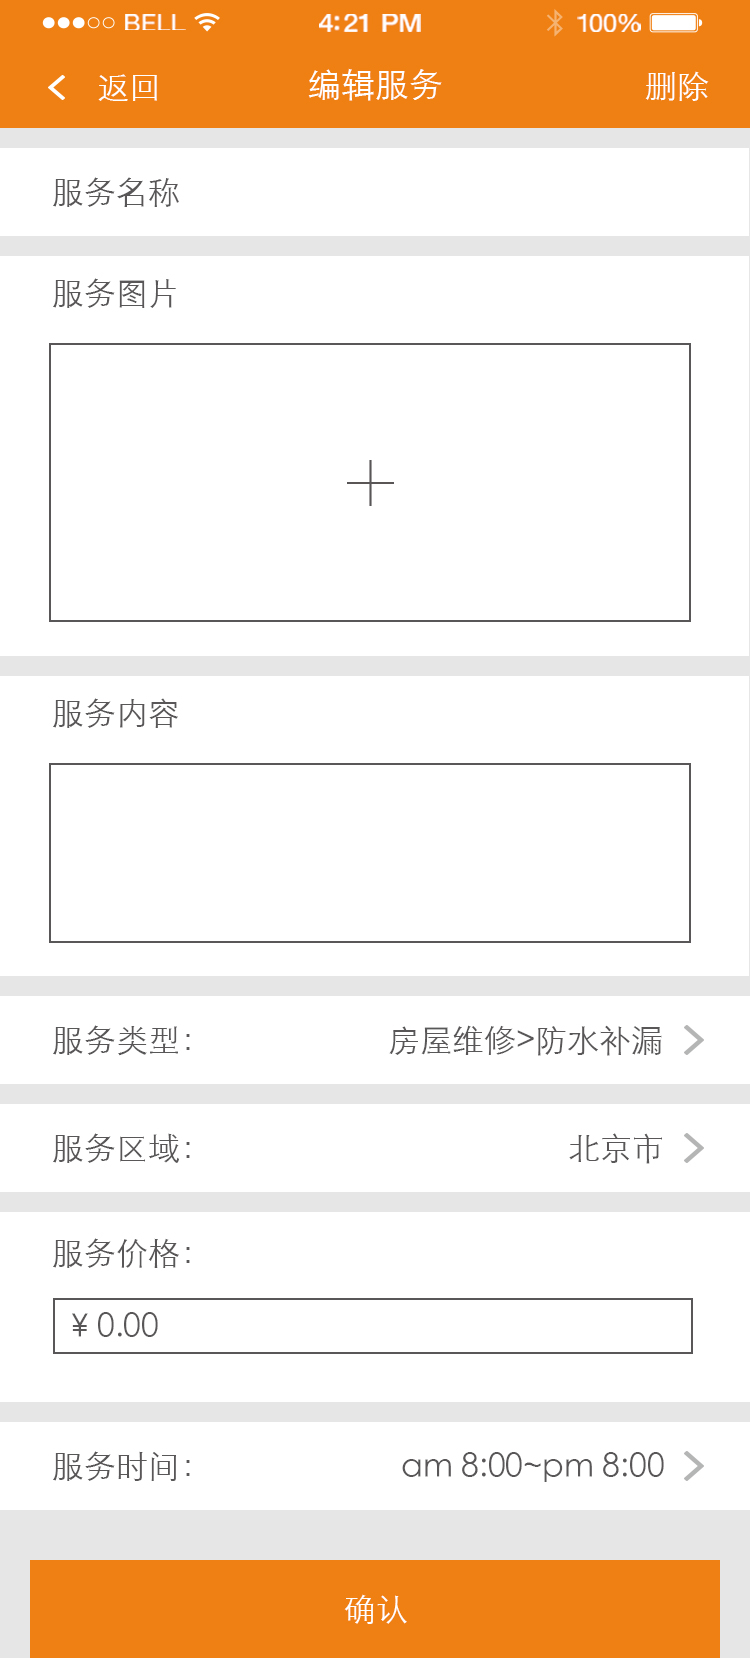 BELL 4:21 PM 100%
返回 编辑服务 删除
服务名称
服务图片
服务内容
服务类型： 房屋维修>防水补漏
服务区域： 北京市
服务价格：
¥ 0.00
服务时间： am 8:00~pm 8:00
确认